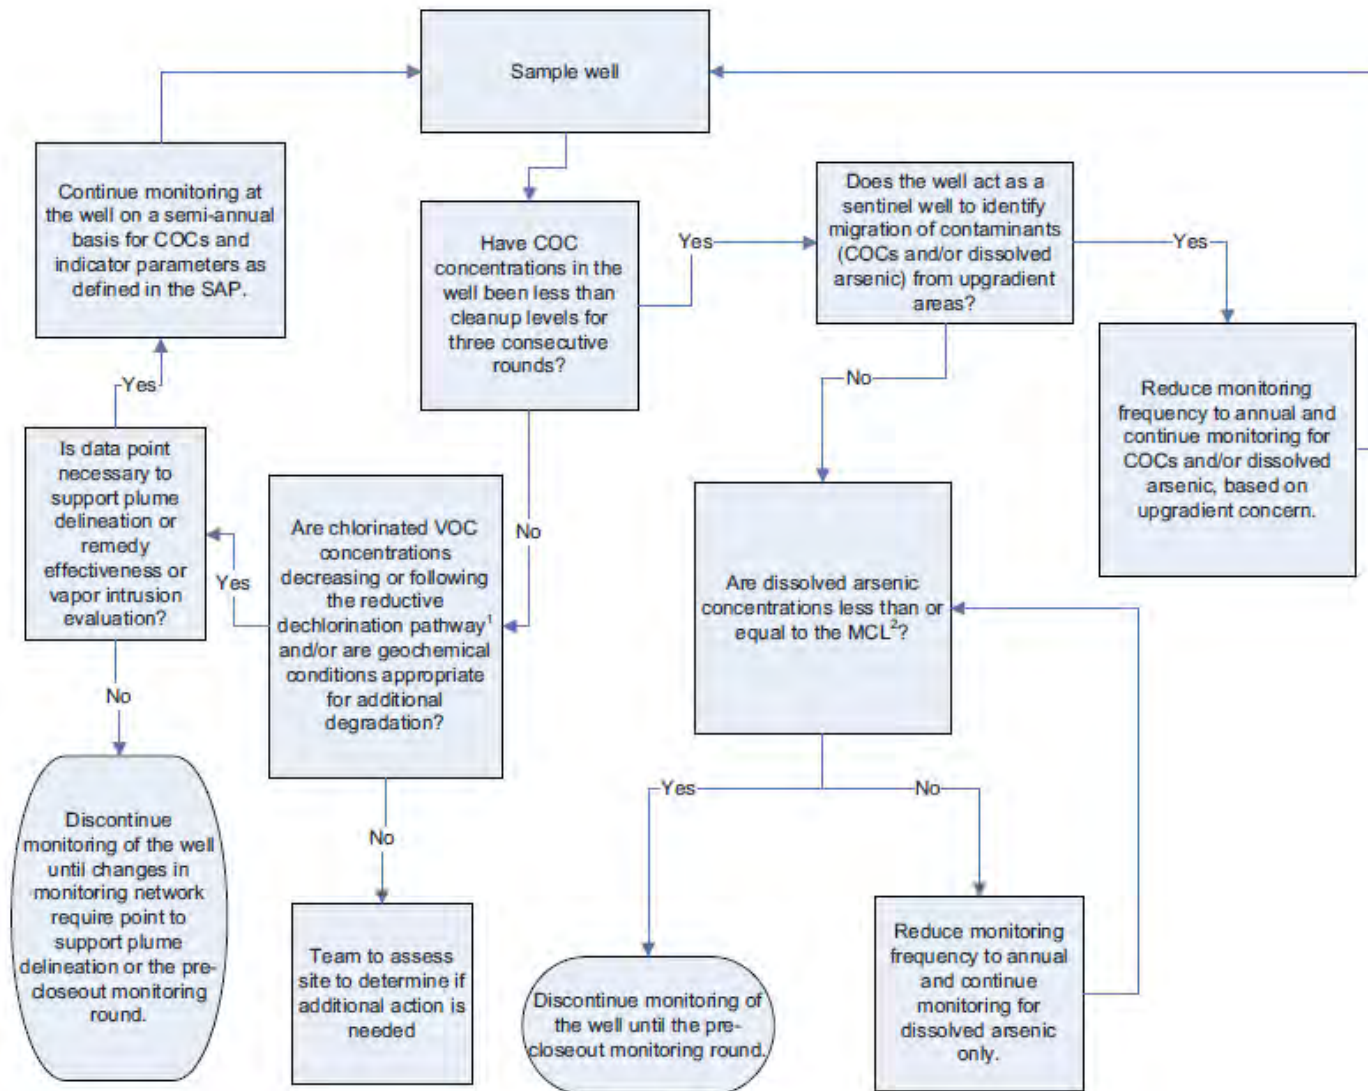 Sample well
Continue monitoring at
the well on a semi-annual
basis for COCs and
indicator parameters as
defined in the SAP.
Have COC
concentrations in the
well been less than
cleanup levels for
three consecutive
rounds?
Yes
Does the well act as a
sentinel well to identify
migration of contaminants
(COCs and/or dissolved
arsenic) from upgradient
areas?
Yes
Reduce monitoring
frequency to annual and
continue monitoring for
COCs and/or dissolved
arsenic, based on
upgradient concern.
No
Yes
Is data point
necessary to
support plume
delineation or
remedy
effectiveness or
vapor intrusion
evaluation?
Yes
Are chlorinated VOC
concentrations
decreasing or following
the reductive
dechlorination pathway¹
and/or are geochemical
conditions appropriate
for additional
degradation?
No
Are dissolved arsenic
concentrations less than or
equal to the MCL²?
No
No
Yes
No
Discontinue
monitoring of the well
until changes in
monitoring network
require point to
support plume
delineation or the pre-
closeout monitoring
round.
Team to assess
site to determine if
additional action is
needed
Discontinue monitoring of
the well until the pre-
closeout monitoring round.
Reduce monitoring
frequency to annual
and continue
monitoring for
dissolved arsenic
only.